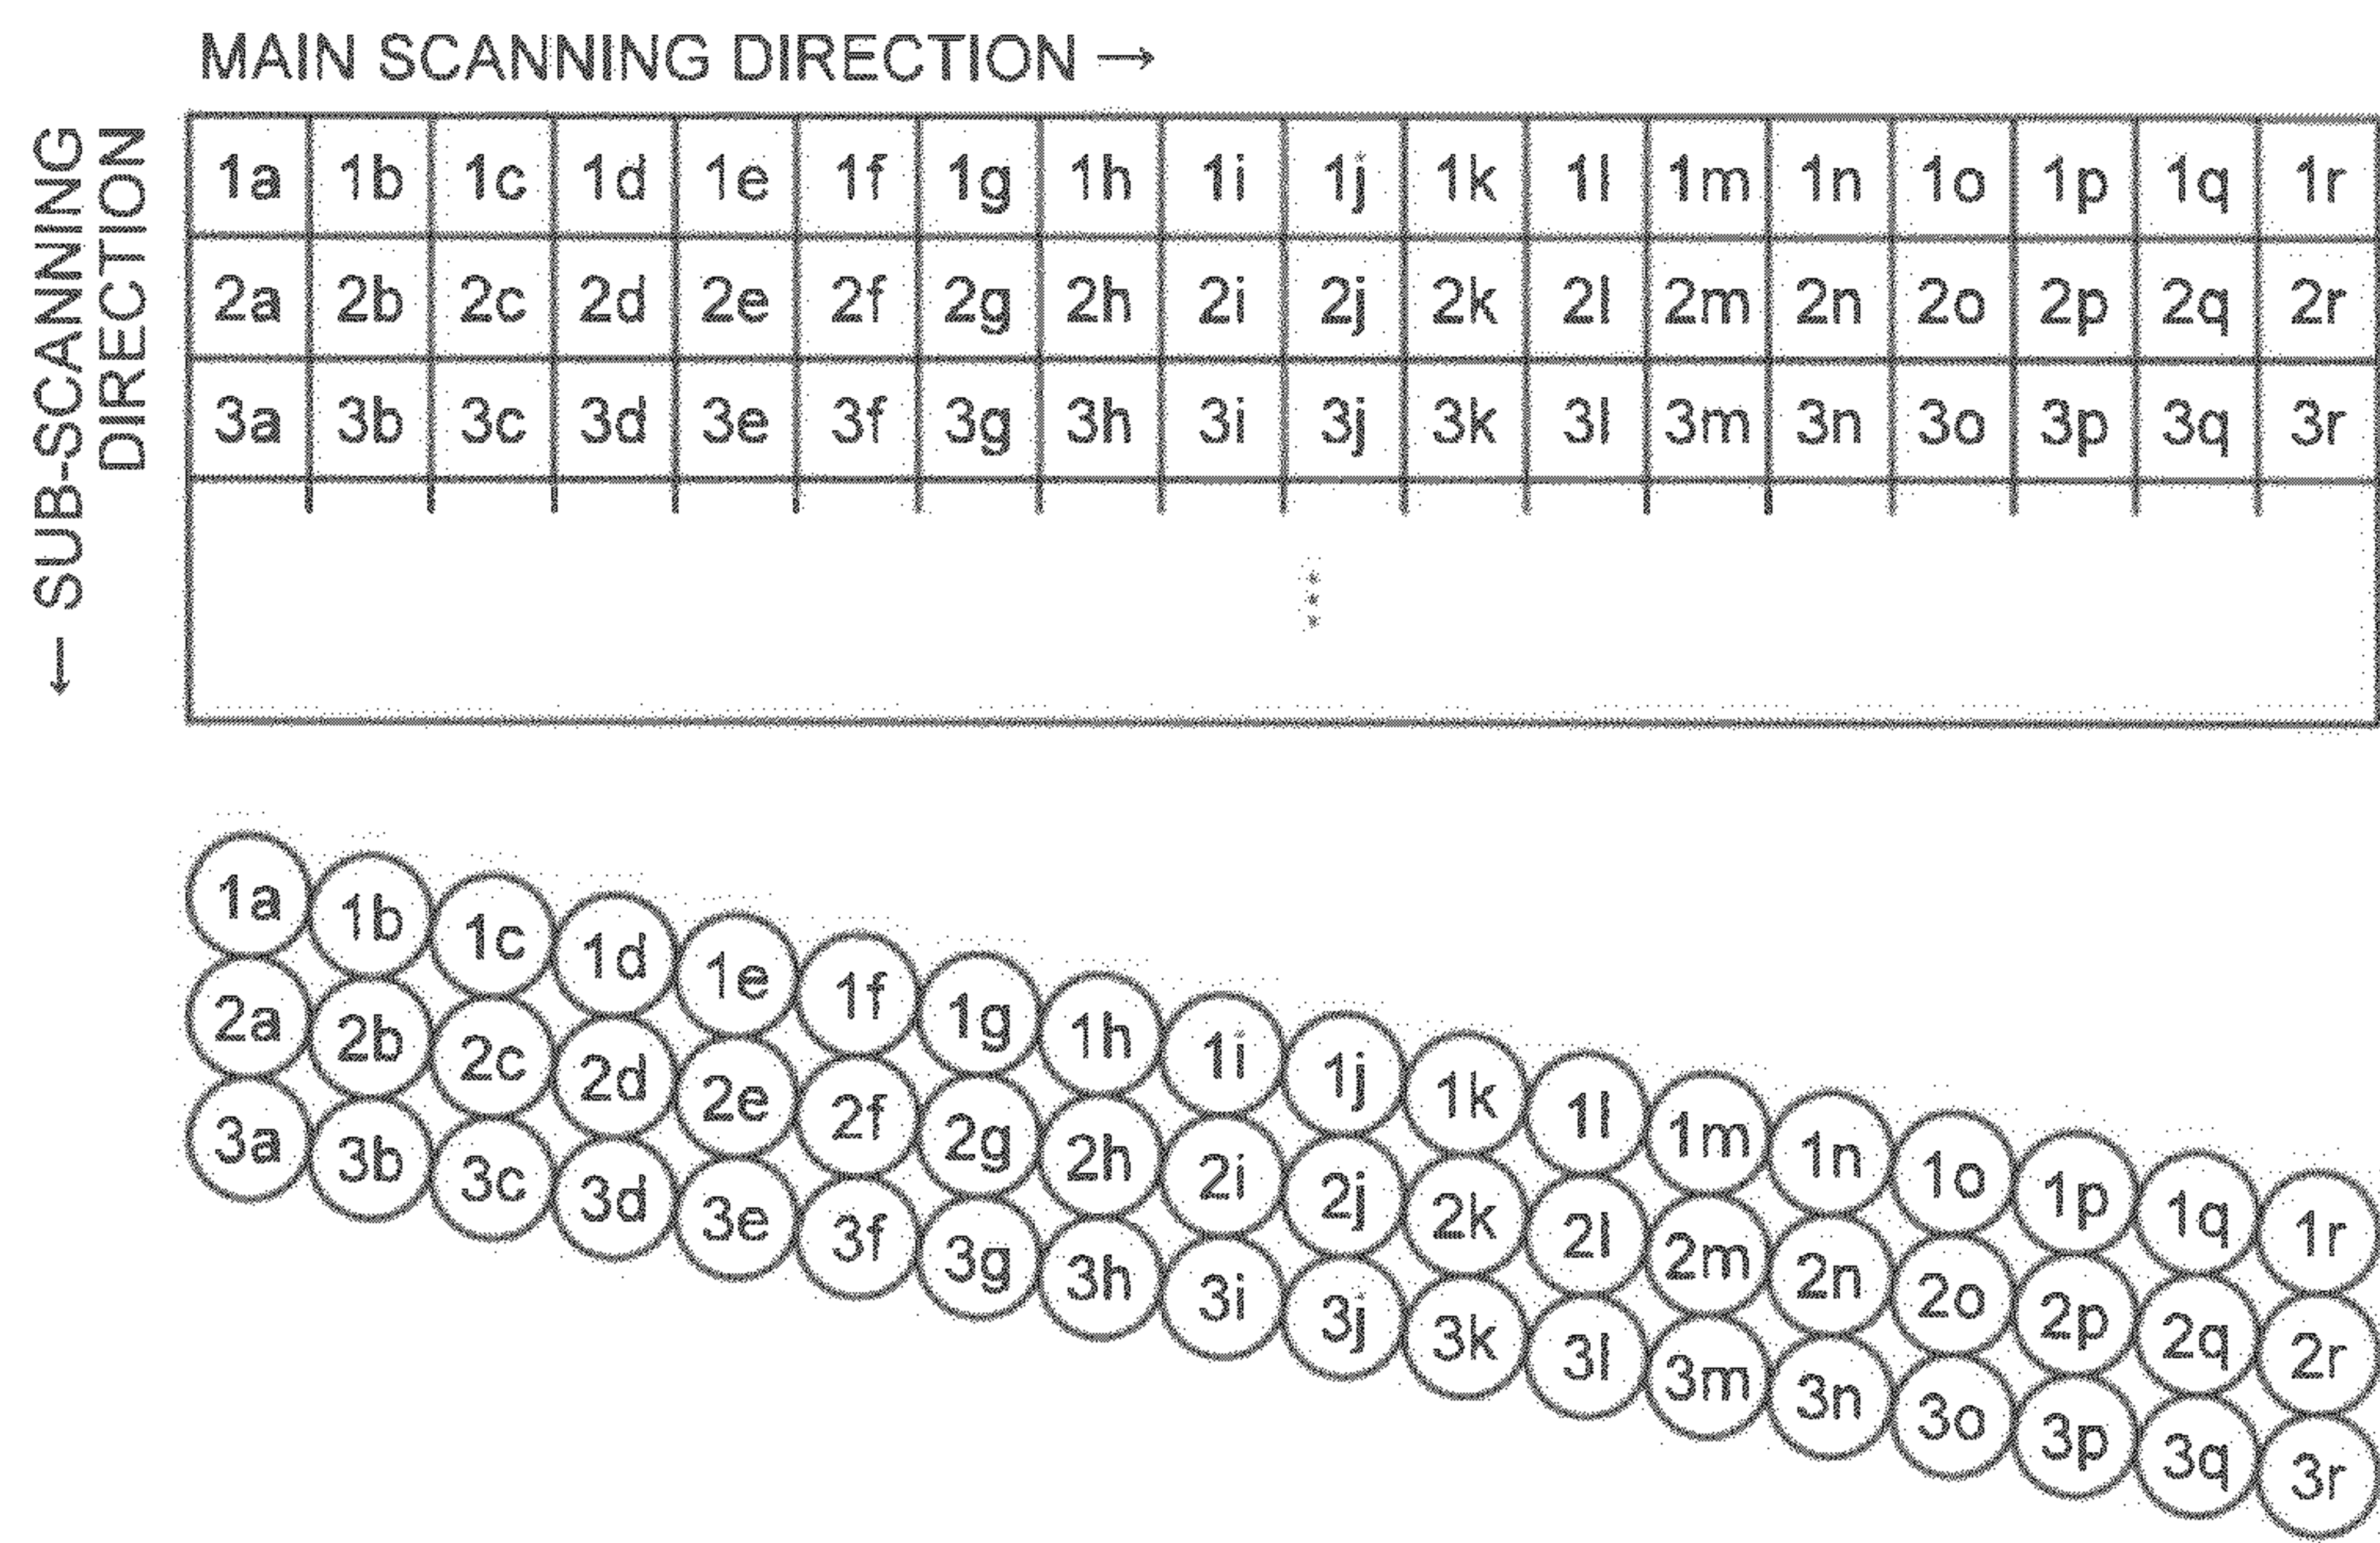 MAIN SCANNING DIRECTION →
← SUB-SCANNING
DIRECTION
1a 1b 1c 1d 1e 1f 1g 1h 1i 1j 1k 1l 1m 1n 1o 1p 1q 1r
2a 2b 2c 2d 2e 2f 2g 2h 2i 2j 2k 2l 2m 2n 2o 2p 2q 2r
3a 3b 3c 3d 3e 3f 3g 3h 3i 3j 3k 3l 3m 3n 3o 3p 3q 3r
1a 1b 1c 1d 1e 1f 1g 1h 1i 1j 1k 1l 1m 1n 1o 1p 1q 1r
2a 2b 2c 2d 2e 2f 2g 2h 2i 2j 2k 2l 2m 2n 2o 2p 2q 2r
3a 3b 3c 3d 3e 3f 3g 3h 3i 3j 3k 3l 3m 3n 3o 3p 3q 3r